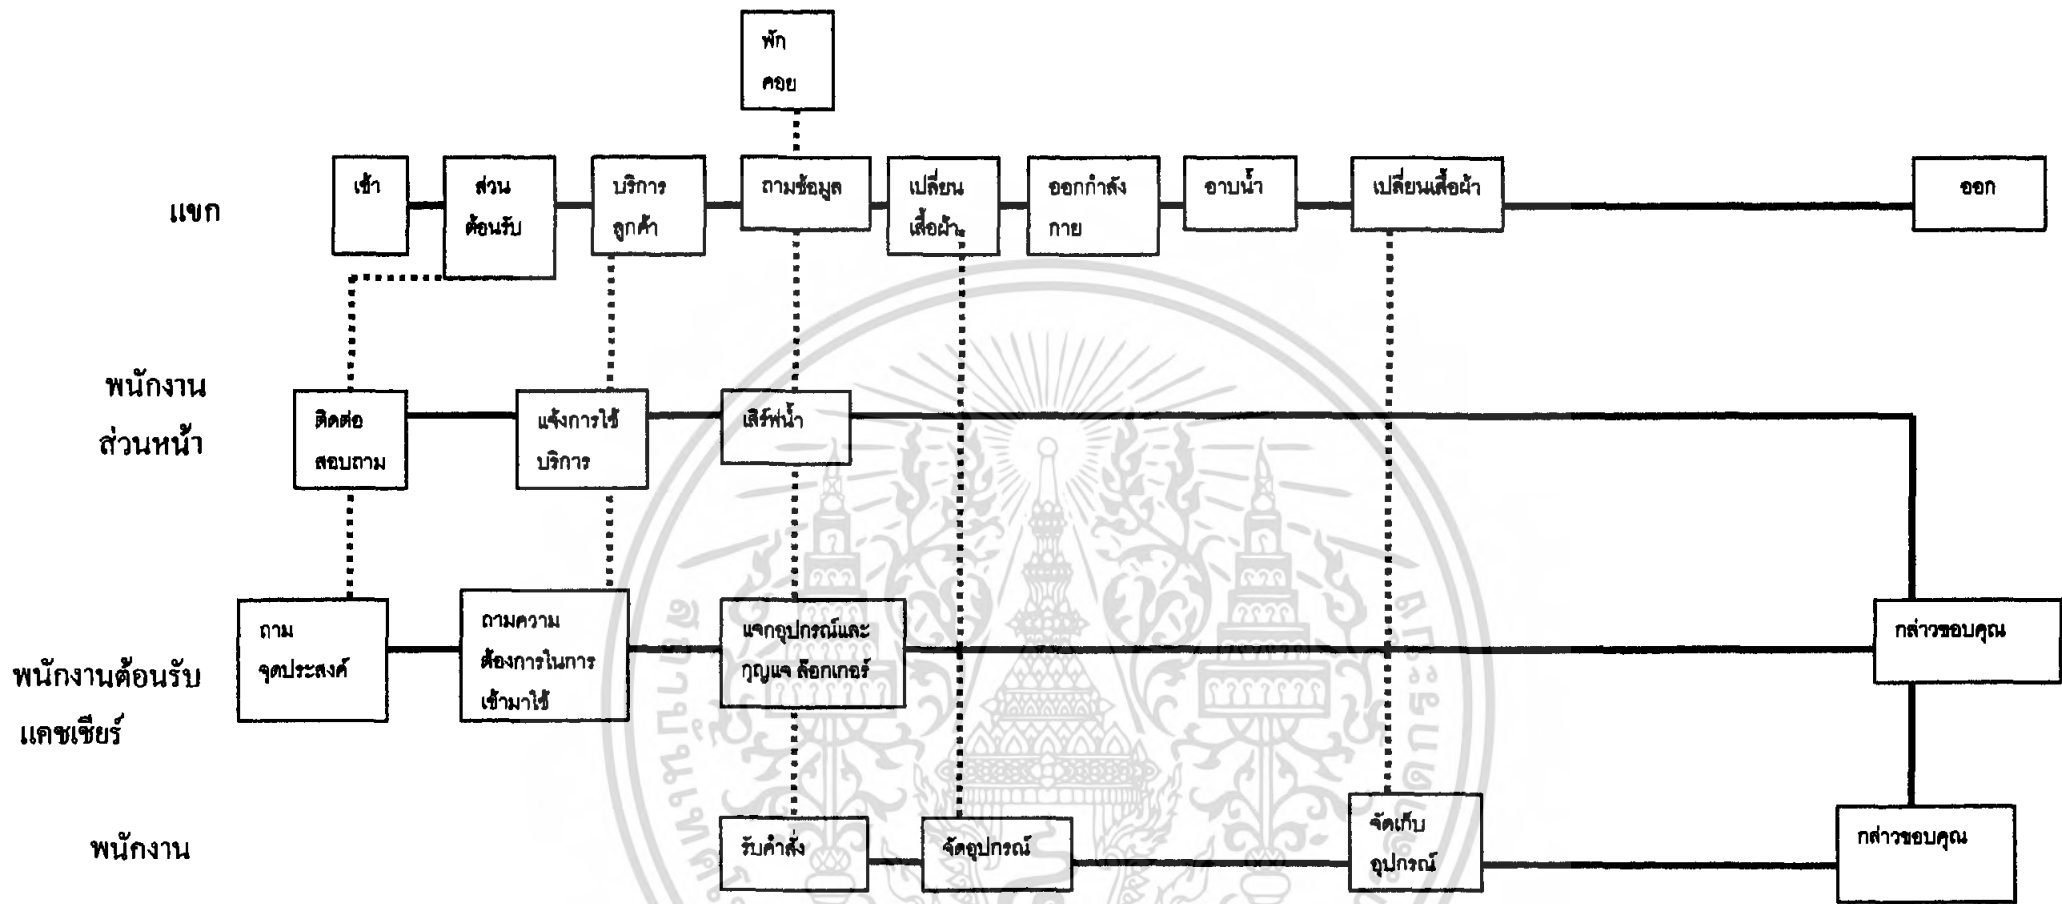 พัก
คอย
แขก
เข้า
ส่วน
ต้อนรับ
บริการ
ลูกค้า
ถามข้อมูล
เปลี่ยน
เสื้อผ้า
ออกกำลัง
กาย
อาบน้ำ
เปลี่ยนเสื้อผ้า
ออก
พนักงาน
ส่วนหน้า
ติดต่อ
สอบถาม
แจ้งการใช้
บริการ
เสิร์ฟน้ำ
พนักงานต้อนรับ
แคชเชียร์
ถาม
จุดประสงค์
ถามความ
ต้องการในการ
เข้ามาใช้
แจกอุปกรณ์และ
กุญแจ ล็อกเกอร์
กล่าวขอบคุณ
พนักงาน
รับคำสั่ง
จัดอุปกรณ์
จัดเก็บ
อุปกรณ์
กล่าวขอบคุณ